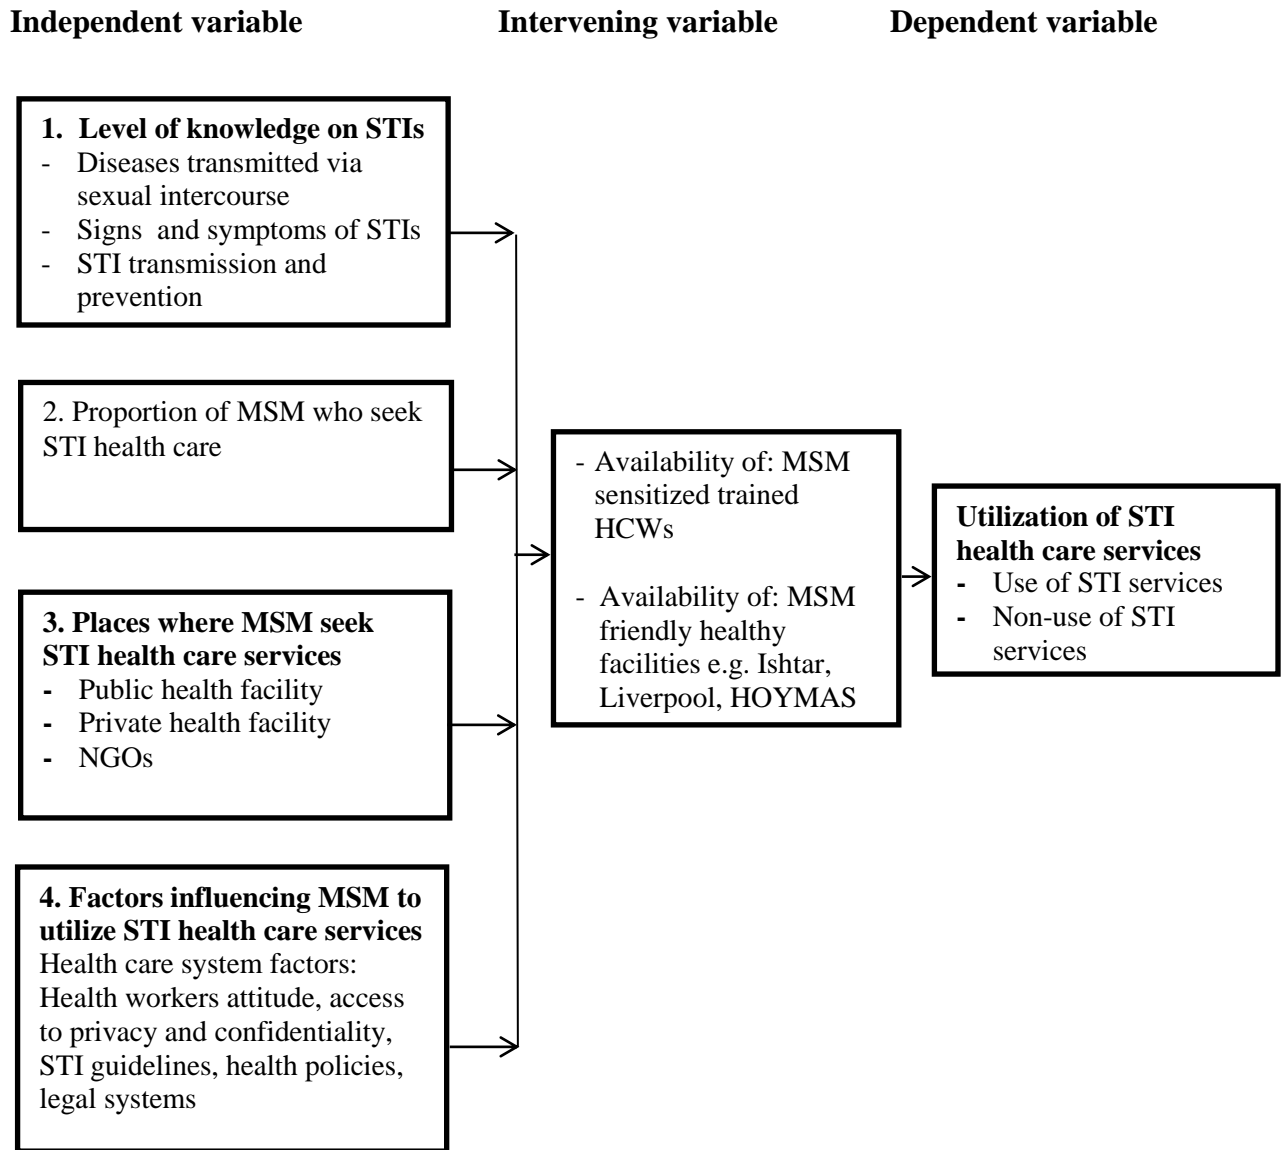 Independent variable
Intervening variable
Dependent variable
1. Level of knowledge on STIs
- Diseases transmitted via
sexual intercourse
- Signs and symptoms of STIs
- STI transmission and
prevention
2. Proportion of MSM who seek
STI health care
3. Places where MSM seek
STI health care services
- Public health facility
- Private health facility
- NGOs
4. Factors influencing MSM to
utilize STI health care services
Health care system factors:
Health workers attitude, access
to privacy and confidentiality,
STI guidelines, health policies,
legal systems
- Availability of: MSM
sensitized trained
HCWs
- Availability of: MSM
friendly healthy
facilities e.g. Ishtar,
Liverpool, HOYMAS
Utilization of STI
health care services
- Use of STI services
- Non-use of STI
services